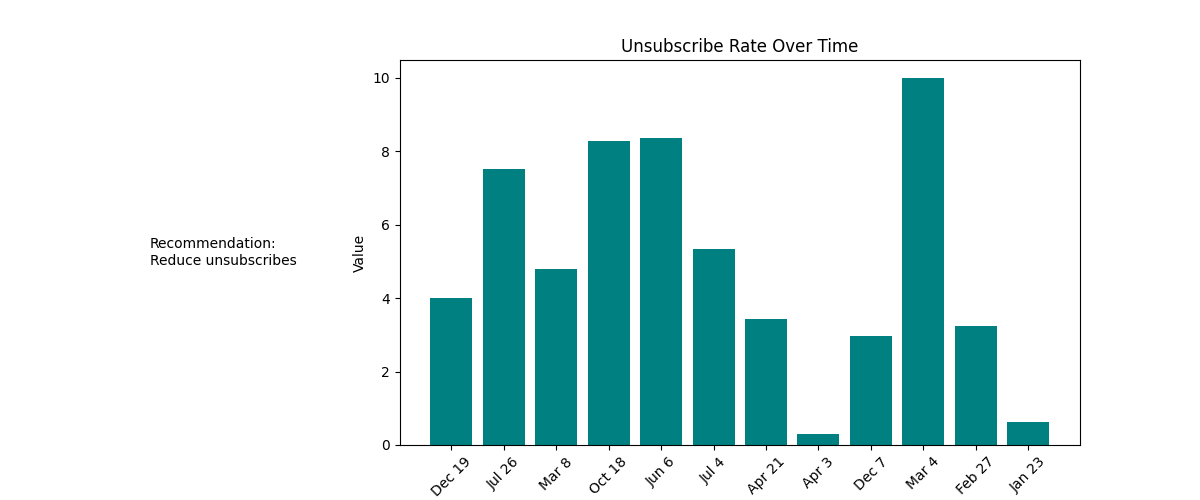 Unsubscribe Rate Over Time
Recommendation:
Reduce unsubscribes
Value
10
8
6
4
2
0
Dec 19
Jul 26
Mar 8
Oct 18
Jun 6
Jul 4
Apr 21
Apr 3
Dec 7
Mar 4
Feb 27
Jan 23